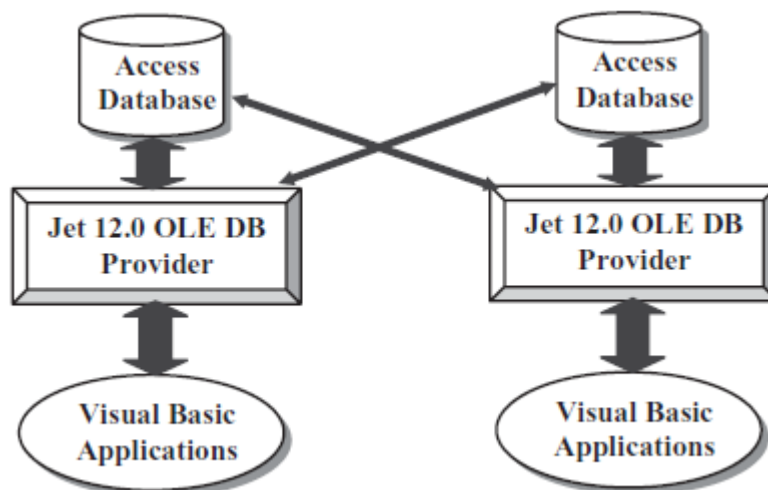 Access
Database
Access
Database
Jet 12.0 OLE DB
Provider
Jet 12.0 OLE DB
Provider
Visual Basic
Applications
Visual Basic
Applications